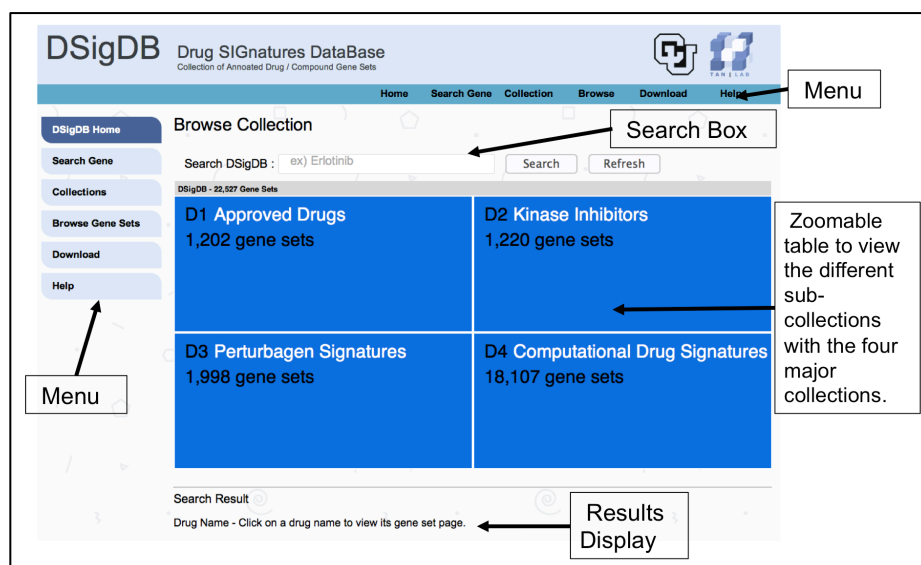 DSigDB
Drug SIGnatures DataBase
Collection of Annoated Drug / Compound Gene Sets
TAN | LAB
Home Search Gene Collection Browse Download Help
Menu
DSigDB Home
Search Gene
Collections
Browse Gene Sets
Download
Help
Menu
Browse Collection
Search Box
Search DSigDB : ex) Erlotinib Search Refresh
DSigDB - 22,527 Gene Sets
D1 Approved Drugs
1,202 gene sets
D2 Kinase Inhibitors
1,220 gene sets
D3 Perturbagen Signatures
1,998 gene sets
D4 Computational Drug Signatures
18,107 gene sets
Zoomable
table to view
the different
sub-
collections
with the four
major
collections.
Search Result
Drug Name - Click on a drug name to view its gene set page.
Results
Display